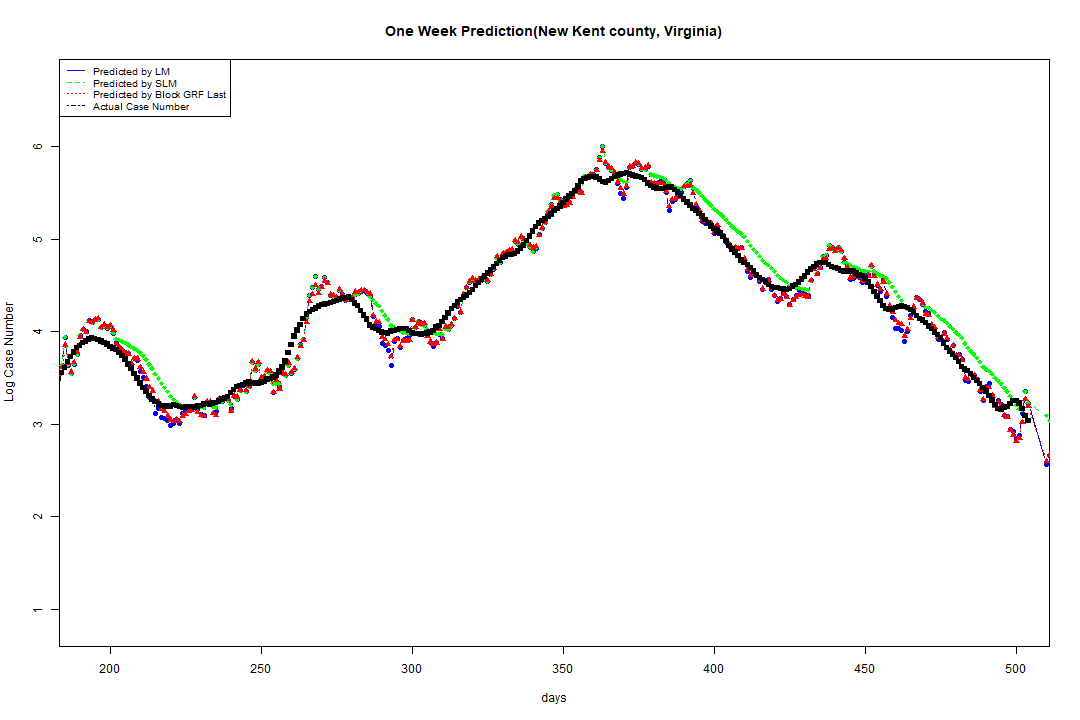 One Week Prediction(New Kent county, Virginia)
Predicted by LM
Predicted by SLM
Predicted by Block GRF Last
Actual Case Number
Log Case Number
6
5
4
3
2
1
200 250 300 350 400 450 500
days